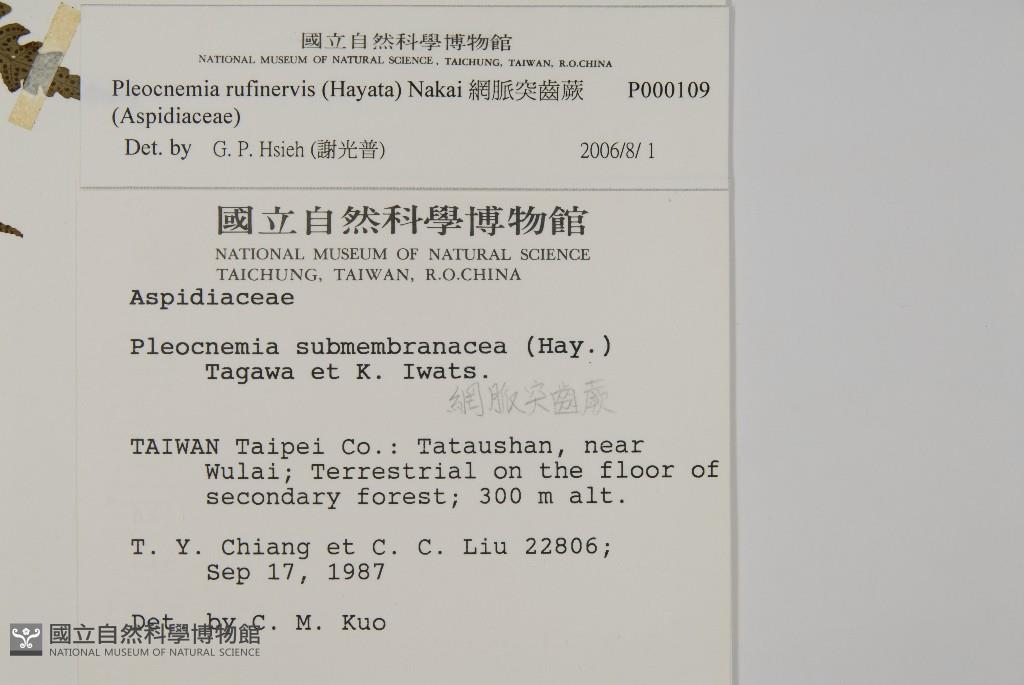 國立自然科學博物館
NATIONAL MUSEUM OF NATURAL SCIENCE, TAICHUNG, TAIWAN, R.O.CHINA
Pleocnemia rufinervis (Hayata) Nakai 網脈突齒蕨 P000109
(Aspidiaceae)
Det. by G. P. Hsieh (謝光普) 2006/8/ 1
國立自然科學博物館
NATIONAL MUSEUM OF NATURAL SCIENCE
TAICHUNG, TAIWAN, R.O.CHINA
Aspidiaceae
Pleocnemia submembranacea (Hay.)
Tagawa et K. Iwats.
網脈突齒蕨
TAIWAN Taipei Co.: Tataushan, near
Wulai; Terrestrial on the floor of
secondary forest; 300 m alt.
T. Y. Chiang et C. C. Liu 22806;
Sep 17, 1987
Det. by C. M. Kuo
國立自然科學博物館
NATIONAL MUSEUM OF NATURAL SCIENCE